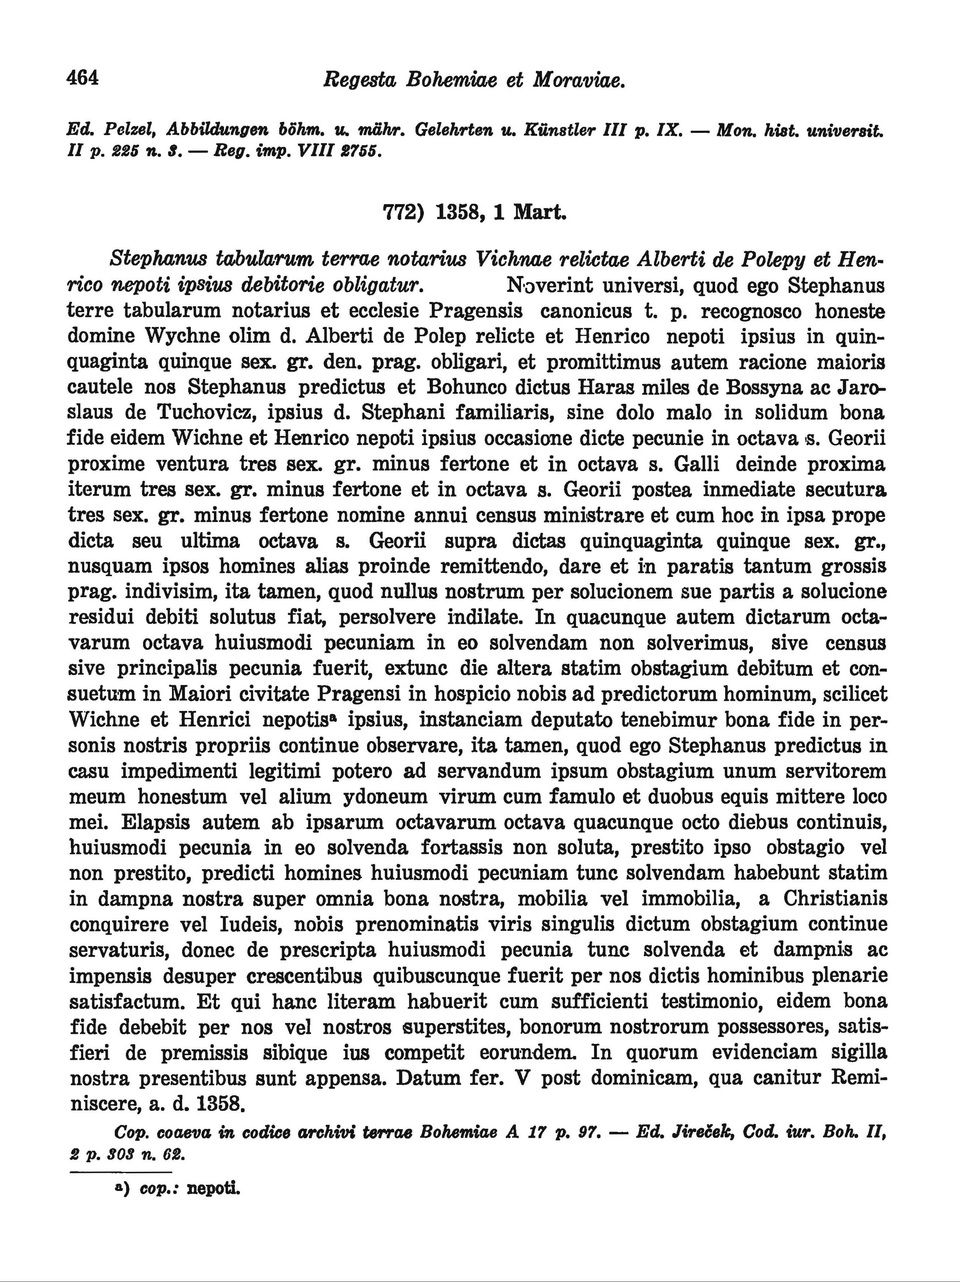 464 Regesta Bohemiae et Moraviae.
Ed. Pelzel, Abbildungen böhm. u. mähr. Gelehrten u. Künstler III p. IX. — Mon. hist. universit.
II p. 225 n. 3. — Reg. imp. VIII 2755.
772) 1358, 1 Mart.
Stephanus tabularum terrae notarius Vichnae relictae Alberti de Polepy et Hen-
rico nepoti ipsius debitorie obligatur. Noverint universi, quod ego Stephanus
terre tabularum notarius et ecclesie Pragensis canonicus t. p. recognosco honeste
domine Wychne olim d. Alberti de Polep relicte et Henrico nepoti ipsius in quin-
quaginta quinque sex. gr. den. prag. obligari, et promittimus autem racione maioris
cautele nos Stephanus predictus et Bohunco dictus Haras miles de Bossyna ac Jaro-
slaus de Tuchovicz, ipsius d. Stephani familiaris, sine dolo malo in solidum bona
fide eidem Wichne et Henrico nepoti ipsius occasione dicte pecunie in octava s. Georii
proxime ventura tres sex. gr. minus fertone et in octava s. Galli deinde proxima
iterum tres sex. gr. minus fertone et in octava s. Georii postea inmediate secutura
tres sex. gr. minus fertone nomine annui census ministrare et cum hoc in ipsa prope
dicta seu ultima octava s. Georii supra dictas quinquaginta quinque sex. gr.,
nusquam ipsos homines alias proinde remittendo, dare et in paratis tantum grossis
prag. indivisim, ita tamen, quod nullus nostrum per solucionem sue partis a solucione
residui debiti solutus fiat, persolvere indilate. In quacunque autem dictarum octa-
varum octava huiusmodi pecuniam in eo solvendam non solverimus, sive census
sive principalis pecunia fuerit, extunc die altera statim obstagium debitum et con-
suetum in Maiori civitate Pragensi in hospicio nobis ad predictorum hominum, scilicet
Wichne et Henrici nepotisᵃ ipsius, instanciam deputato tenebimur bona fide in per-
sonis nostris propriis continue observare, ita tamen, quod ego Stephanus predictus in
casu impedimenti legitimi potero ad servandum ipsum obstagium unum servitorem
meum honestum vel alium ydoneum virum cum famulo et duobus equis mittere loco
mei. Elapsis autem ab ipsarum octavarum octava quacunque octo diebus continuis,
huiusmodi pecunia in eo solvenda fortassis non soluta, prestito ipso obstagio vel
non prestito, predicti homines huiusmodi pecuniam tunc solvendam habebunt statim
in dampna nostra super omnia bona nostra, mobilia vel immobilia, a Christianis
conquirere vel Iudeis, nobis prenominatis viris singulis dictum obstagium continue
servaturis, donec de prescripta huiusmodi pecunia tunc solvenda et dampnis ac
impensis desuper crescentibus quibuscunque fuerit per nos dictis hominibus plenarie
satisfactum. Et qui hanc literam habuerit cum sufficienti testimonio, eidem bona
fide debebit per nos vel nostros superstites, bonorum nostrorum possessores, satis-
fieri de premissis sibique ius competit eorundem. In quorum evidenciam sigilla
nostra presentibus sunt appensa. Datum fer. V post dominicam, qua canitur Remi-
niscere, a. d. 1358.
Cop. coaeva in codice archivi terrae Bohemiae A 17 p. 97. — Ed. Jireček, Cod. iur. Boh. II,
2 p. 303 n. 62.
ᵃ) cop.: nepoti.